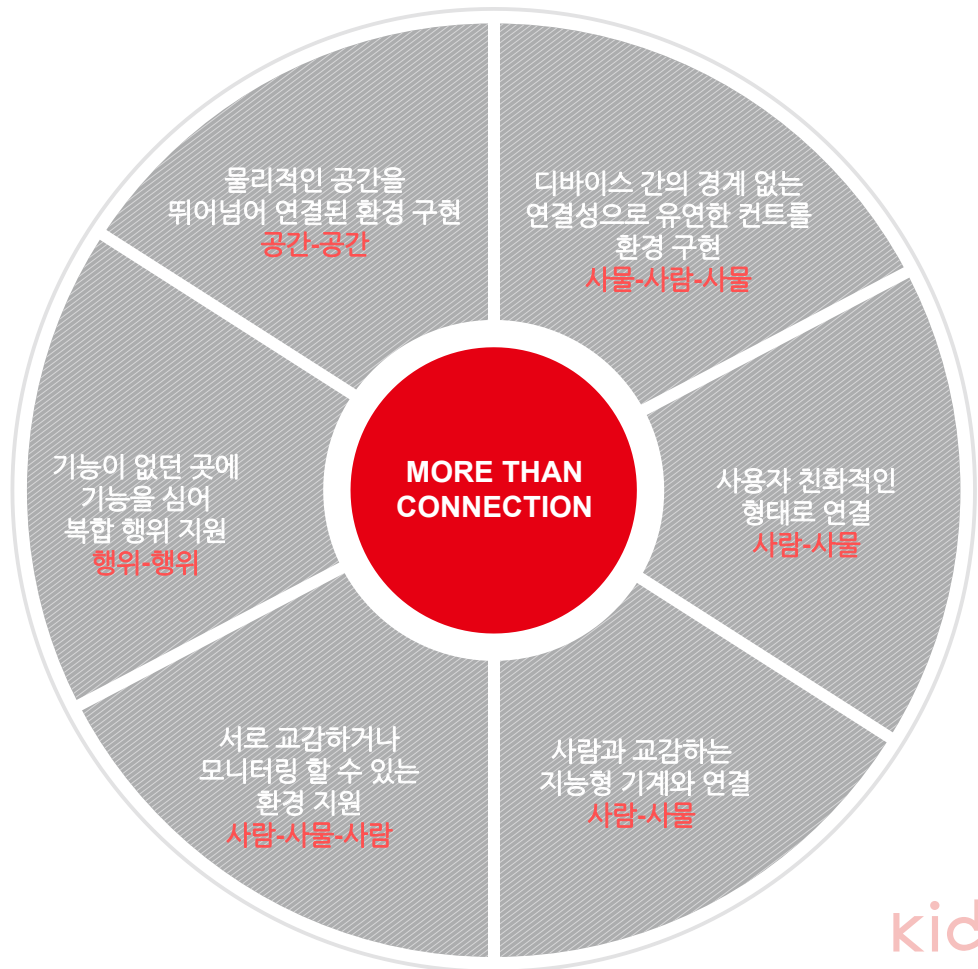 물리적인 공간을
뛰어넘어 연결된 환경 구현
공간-공간
디바이스 간의 경계 없는
연결성으로 유연한 컨트롤
환경 구현
사물-사람-사물
사용자 친화적인
형태로 연결
사람-사물
사람과 교감하는
지능형 기계와 연결
사람-사물
서로 교감하거나
모니터링 할 수 있는
환경 지원
사람-사물-사람
기능이 없던 곳에
기능을 심어
복합 행위 지원
행위-행위
MORE THAN
CONNECTION